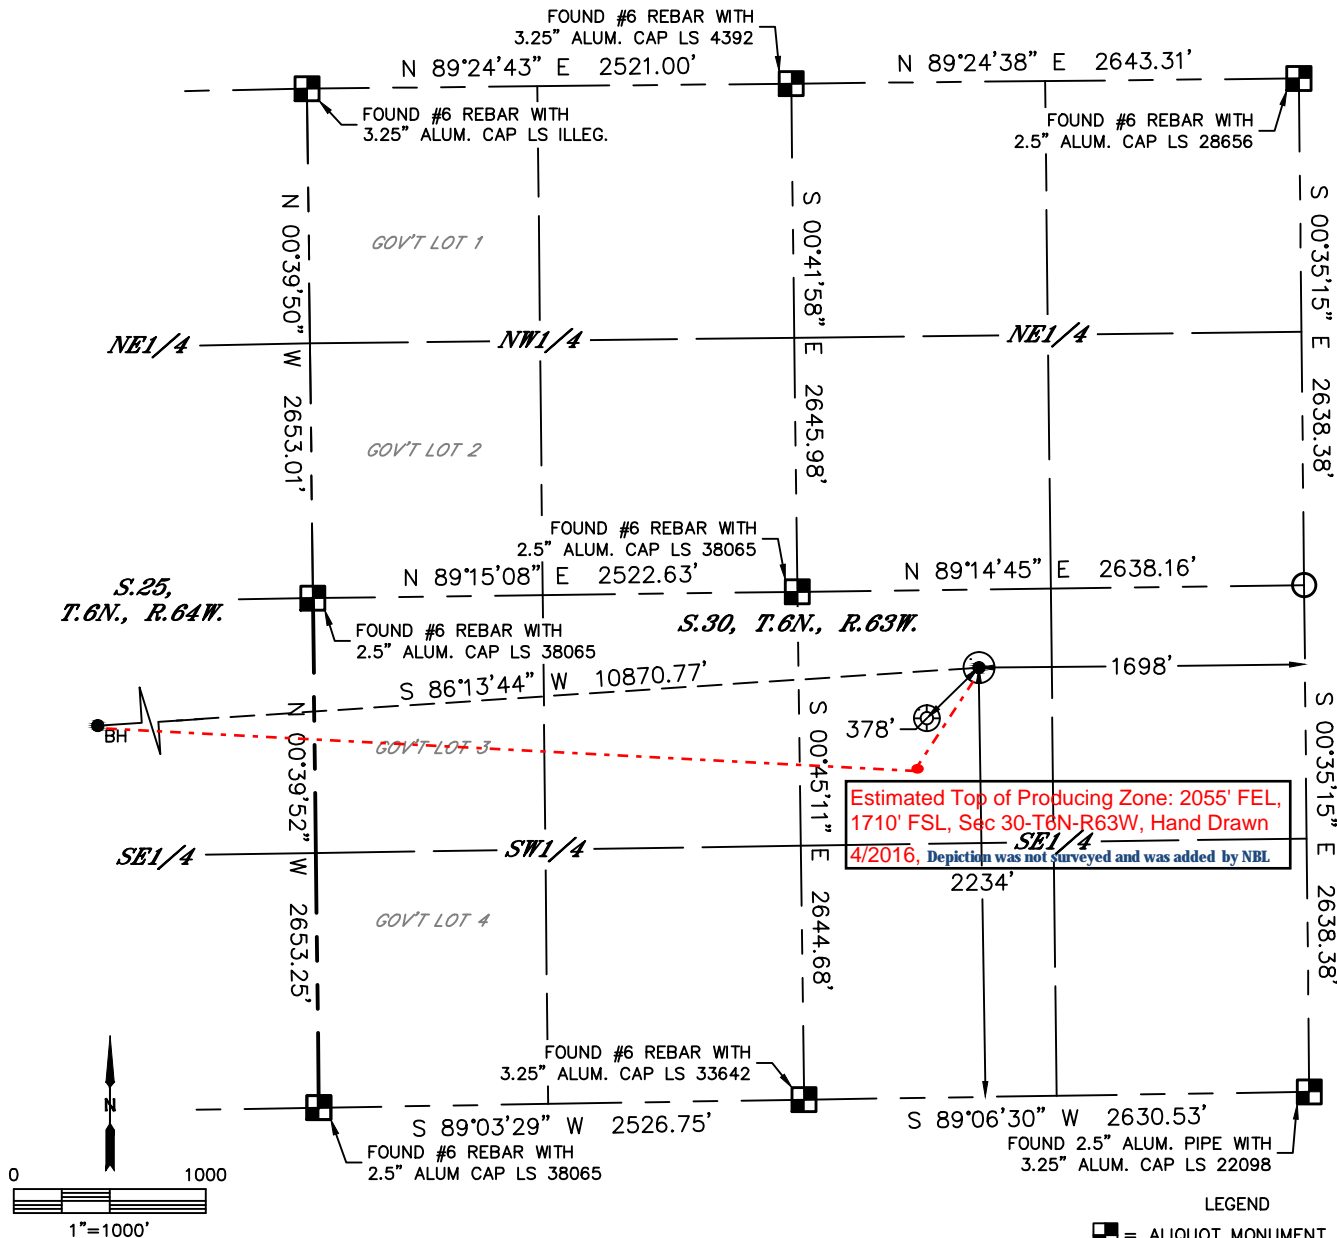 FOUND #6 REBAR WITH
3.25" ALUM. CAP LS 4392
N 89°24'43" E 2521.00'
N 89°24'38" E 2643.31'
FOUND #6 REBAR WITH
3.25" ALUM. CAP LS ILLEG.
FOUND #6 REBAR WITH
2.5" ALUM. CAP LS 28656
N 00°39'50" W 2653.01'
S 00°41'58" E 2645.98'
S 00°35'15" E 2638.38'
GOV'T LOT 1
NE1/4
NW1/4
NE1/4
GOV'T LOT 2
FOUND #6 REBAR WITH
2.5" ALUM. CAP LS 38065
N 89°15'08" E 2522.63'
N 89°14'45" E 2638.16'
S.25,
T.6N., R.64W.
S.30, T.6N., R.63W.
FOUND #6 REBAR WITH
2.5" ALUM. CAP LS 38065
S 86°13'44" W 10870.77'
1698'
378'
BH
N 00°39'52" W 2653.25'
S 00°45'11" E 2644.68'
S 00°35'15" E 2638.38'
GOV'T LOT 3
Estimated Top of Producing Zone: 2055' FEL,
1710' FSL, Sec 30-T6N-R63W, Hand Drawn
4/2016, Depiction was not surveyed and was added by NBL
SE1/4
SW1/4
SE1/4
2234'
GOV'T LOT 4
FOUND #6 REBAR WITH
3.25" ALUM. CAP LS 33642
S 89°03'29" W 2526.75'
S 89°06'30" W 2630.53'
FOUND #6 REBAR WITH
2.5" ALUM CAP LS 38065
FOUND 2.5" ALUM. PIPE WITH
3.25" ALUM. CAP LS 22098
N
0 1000
1"=1000'
LEGEND
= ALIQUOT MONUMENT